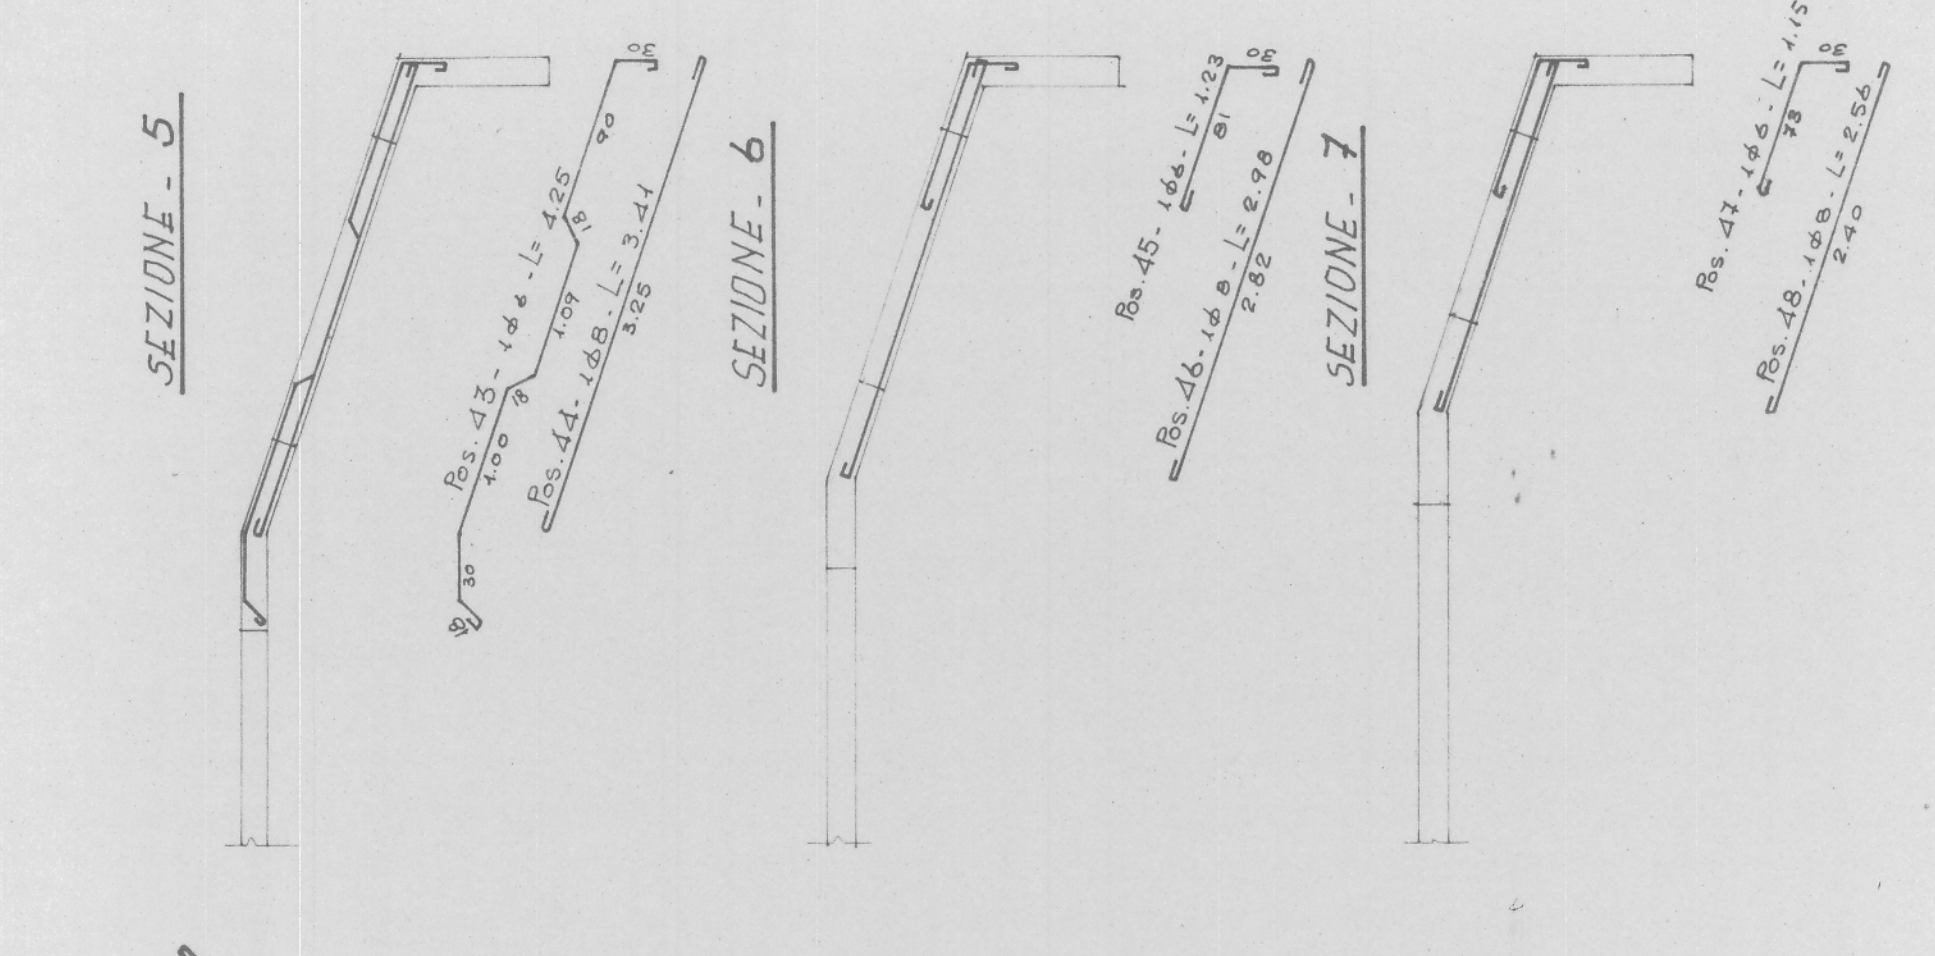 SEZIONE - 5
Pos. 43 - 1ϕ6 - L= 4.25
30
90
18
1.09
18
1.00
30
10
Pos. 44 - 1ϕ8 - L= 3.41
3.25
SEZIONE - 6
Pos. 45 - 1ϕ6 - L= 1.23
30
81
Pos. 46 - 1ϕ8 - L= 2.98
2.82
SEZIONE - 7
Pos. 47 - 1ϕ6 - L= 1.15
30
73
Pos. 48 - 1ϕ8 - L= 2.56
2.40